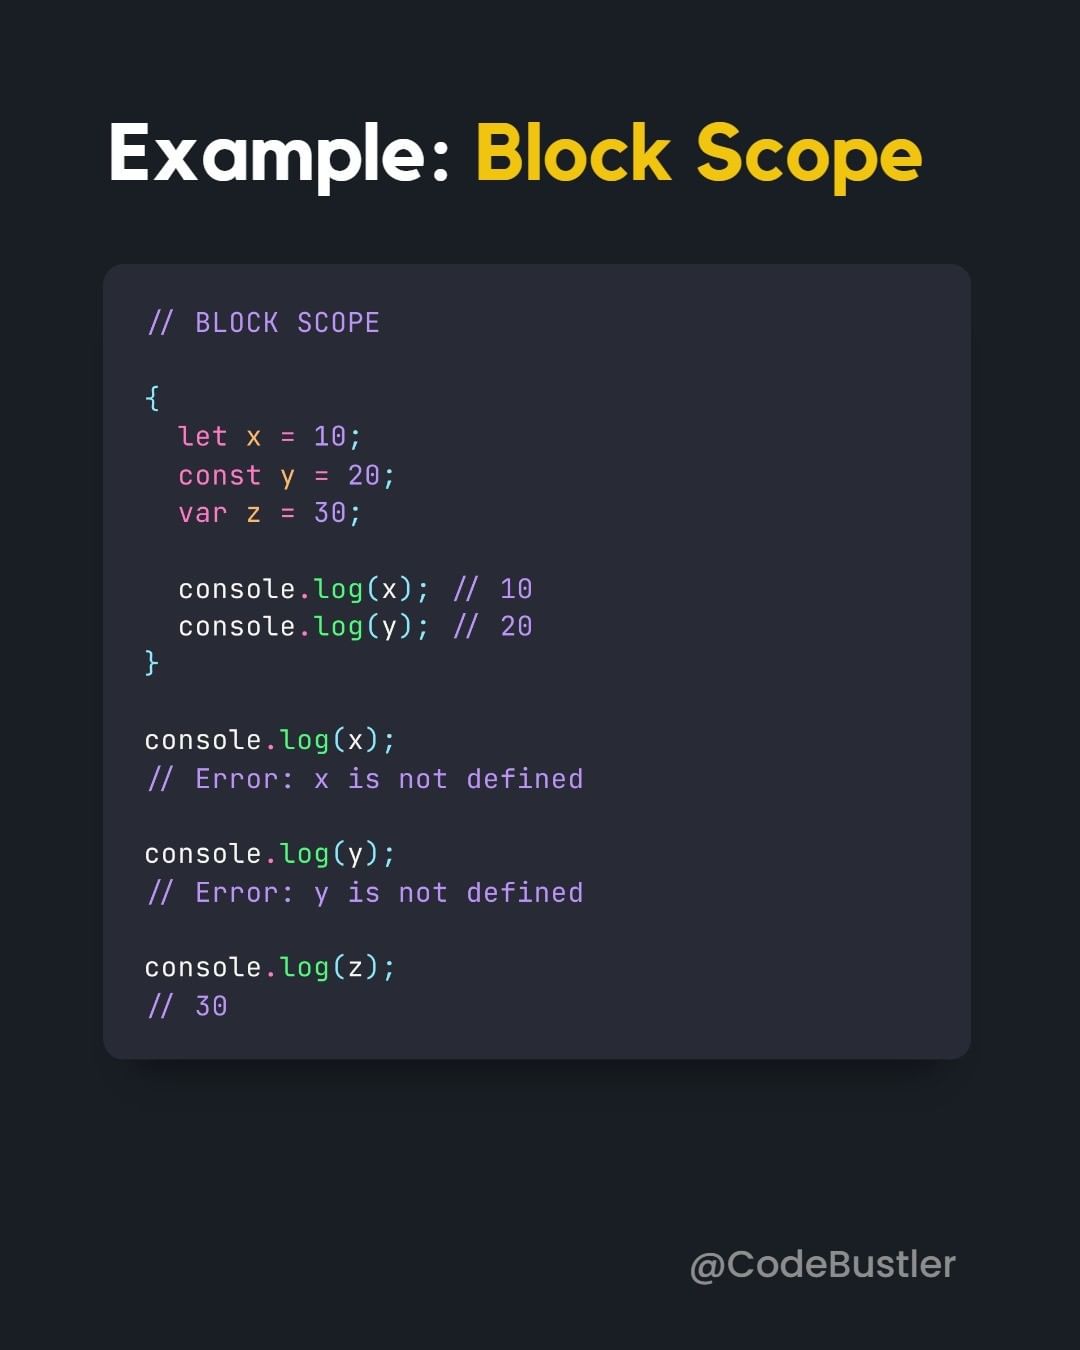 Example: Block Scope
// BLOCK SCOPE
{
let x = 10;
const y = 20;
var z = 30;
console.log(x); // 10
console.log(y); // 20
}
console.log(x);
// Error: x is not defined
console.log(y);
// Error: y is not defined
console.log(z);
// 30
@CodeBustler